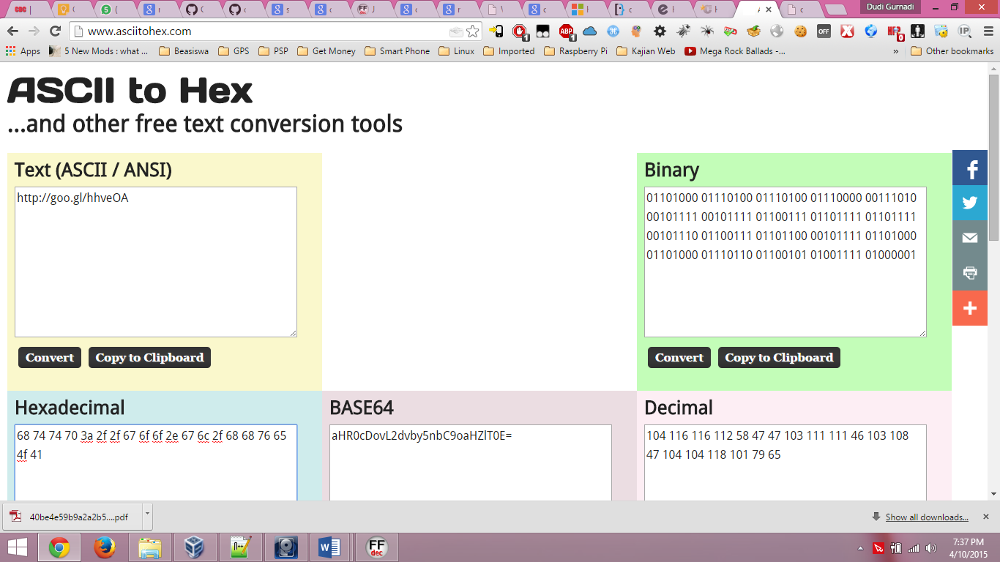 Dudi Gurnadi
www.asciitohex.com
Apps
5 New Mods : what ...
Beasiswa
GPS
PSP
Get Money
Smart Phone
Linux
Imported
Raspberry Pi
Kajian Web
Mega Rock Ballads -...
»
Other bookmarks
ASCII to Hex
...and other free text conversion tools
Text (ASCII / ANSI)
http://goo.gl/hhveOA
Convert
Copy to Clipboard
Binary
01101000 01110100 01110100 01110000 00111010
00101111 00101111 01100111 01101111 01101111
00101110 01100111 01101100 00101111 01101000
01101000 01110110 01100101 01001111 01000001
Convert
Copy to Clipboard
Hexadecimal
68 74 74 70 3a 2f 2f 67 6f 6f 2e 67 6c 2f 68 68 76 65
4f 41
BASE64
aHR0cDovL2dvby5nbC9oaHZlT0E=
Decimal
104 116 116 112 58 47 47 103 111 111 46 103 108
47 104 104 118 101 79 65
40be4e59b9a2a2b5....pdf
Show all downloads...
7:37 PM
4/10/2015